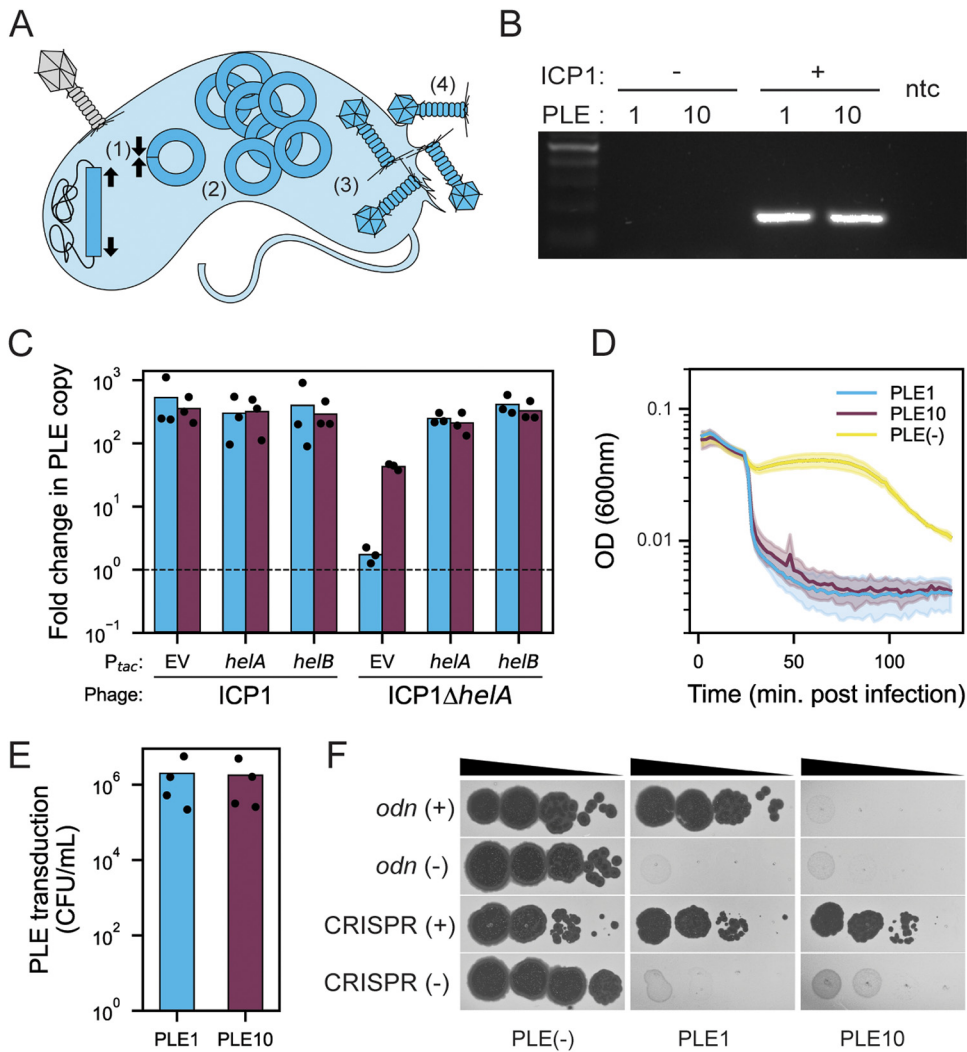 A
(1)
(2)
(3)
(4)
B
ICP1: - + ntc
PLE : 1 10 1 10
C
Fold change in PLE copy
10³
10²
10¹
10⁰
10⁻¹
Ptac: EV helA helB EV helA helB
Phage: ICP1 ICP1ΔhelA
D
OD (600nm)
0.1
0.01
PLE1
PLE10
PLE(-)
0 50 100
Time (min. post infection)
E
PLE transduction
(CFU/mL)
10⁶
10⁴
10²
10⁰
PLE1 PLE10
F
odn (+)
odn (-)
CRISPR (+)
CRISPR (-)
PLE(-) PLE1 PLE10